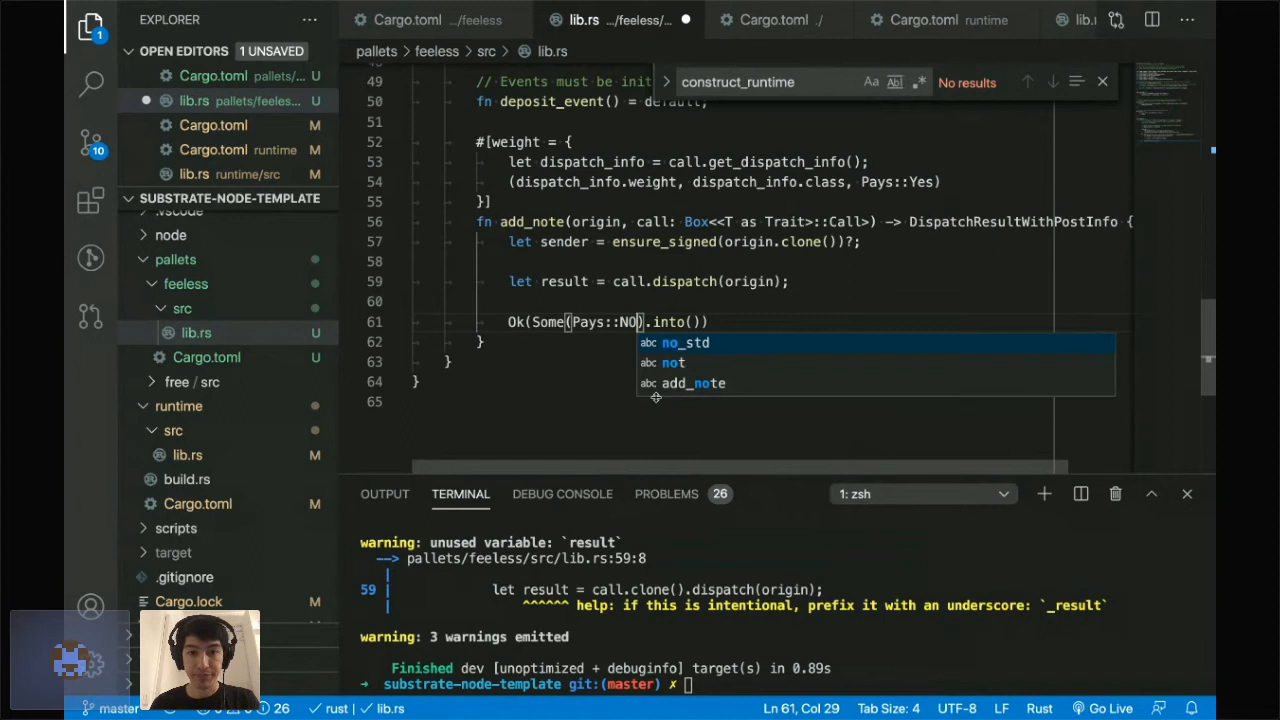 EXPLORER
OPEN EDITORS 1 UNSAVED
Cargo.toml pallets/... U
lib.rs pallets/feeles... U
Cargo.toml M
Cargo.toml runtime M
lib.rs runtime/src M
SUBSTRATE-NODE-TEMPLATE
.vscode
node
pallets
feeless
src
lib.rs U
Cargo.toml U
free / src
runtime
src
lib.rs M
build.rs
Cargo.toml M
scripts
target
.gitignore
Cargo.lock
1
10
Cargo.toml .../feeless
lib.rs .../feeless/...
Cargo.toml ./
Cargo.toml runtime
lib.r
pallets > feeless > src > lib.rs
construct_runtime
Aa
No results
49 // Events must be init
50 fn deposit_event() = default;
51
52 #[weight = {
53 let dispatch_info = call.get_dispatch_info();
54 (dispatch_info.weight, dispatch_info.class, Pays::Yes)
55 }]
56 fn add_note(origin, call: Box<<T as Trait>::Call>) -> DispatchResultWithPostInfo {
57 let sender = ensure_signed(origin.clone())?;
58
59 let result = call.dispatch(origin);
60
61 Ok(Some(Pays::NO).into())
62 }
63 }
64 }
65
abc no_std
abc not
abc add_note
OUTPUT TERMINAL DEBUG CONSOLE PROBLEMS 26 1: zsh
warning: unused variable: `result`
--> pallets/feeless/src/lib.rs:59:8
|
59 | let result = call.clone().dispatch(origin);
| ^^^^^^ help: if this is intentional, prefix it with an underscore: `_result`
warning: 3 warnings emitted
Finished dev [unoptimized + debuginfo] target(s) in 0.89s
→ substrate-node-template git:(master) ✗
master 26 ✓ rust | ✓ lib.rs Ln 61, Col 29 Tab Size: 4 UTF-8 LF Rust Go Live